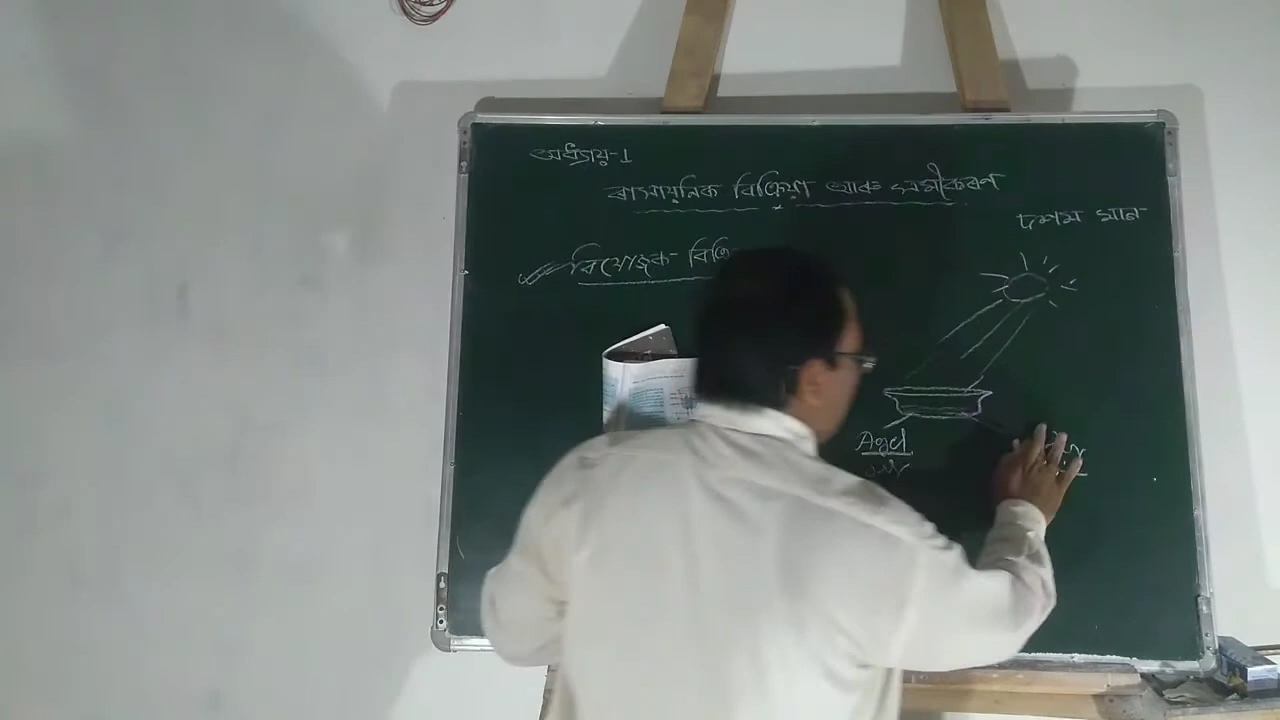 অধ্যায়-1
ৰাসায়নিক বিক্ৰিয়া আৰু সমীকৰণ
দশম মান
বিযোজক বিক্ৰি
Agcl